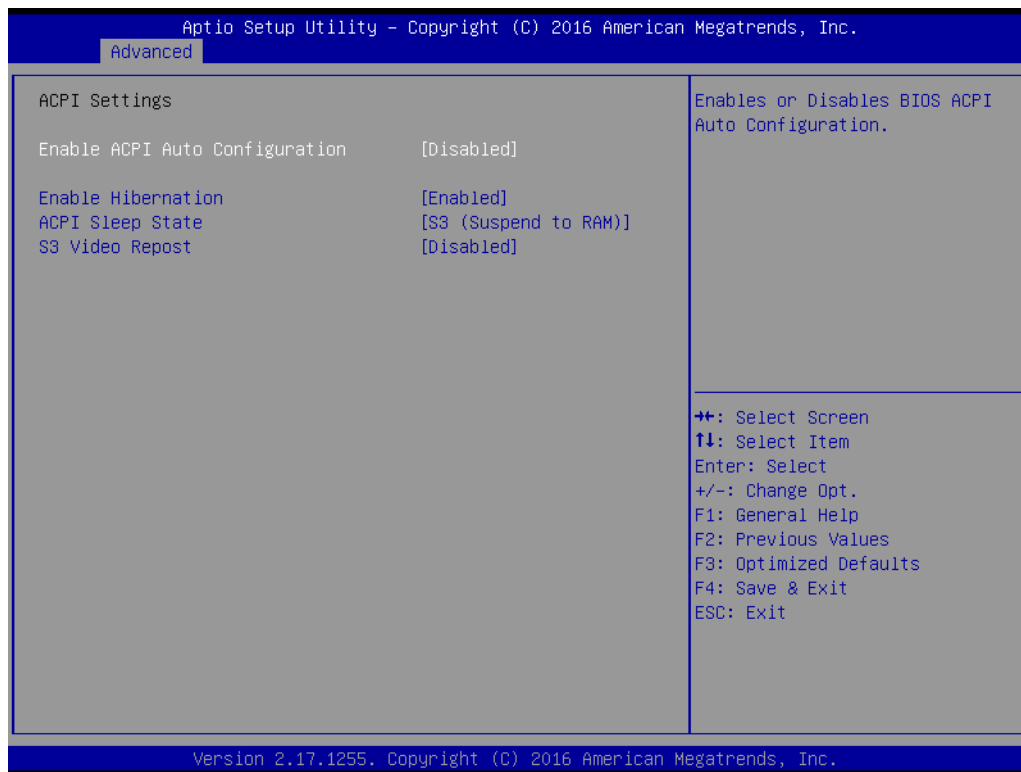 Aptio Setup Utility – Copyright (C) 2016 American Megatrends, Inc.
Advanced
ACPI Settings
Enable ACPI Auto Configuration [Disabled]
Enable Hibernation [Enabled]
ACPI Sleep State [S3 (Suspend to RAM)]
S3 Video Repost [Disabled]
Enables or Disables BIOS ACPI
Auto Configuration.
→←: Select Screen
↑↓: Select Item
Enter: Select
+/-: Change Opt.
F1: General Help
F2: Previous Values
F3: Optimized Defaults
F4: Save & Exit
ESC: Exit
Version 2.17.1255. Copyright (C) 2016 American Megatrends, Inc.